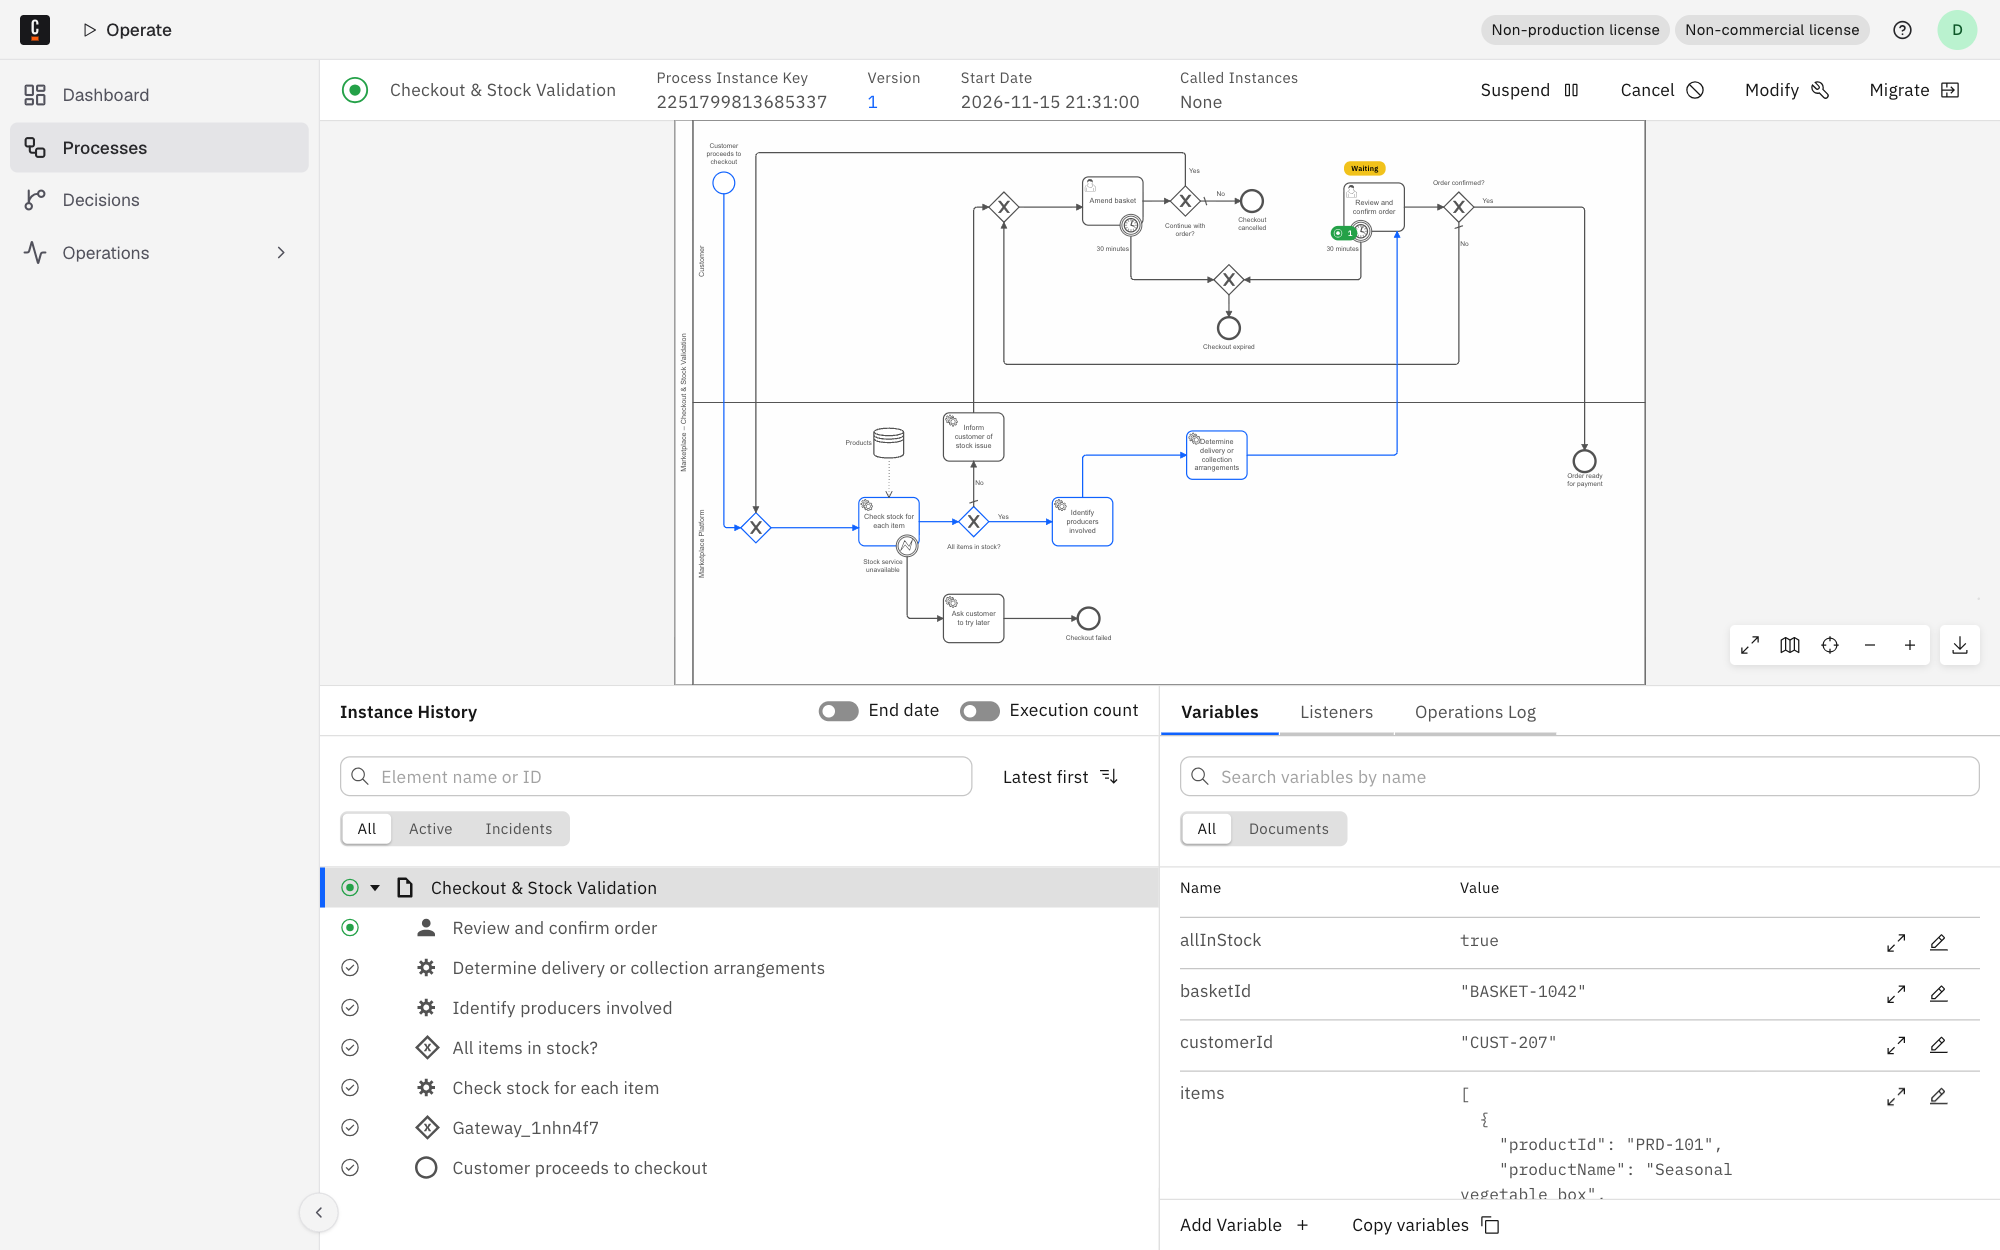 C
Operate
Non-production license
Non-commercial license
D
Dashboard
Processes
Decisions
Operations
Checkout & Stock Validation
Process Instance Key
2251799813685337
Version
1
Start Date
2026-11-15 21:31:00
Called Instances
None
Suspend
Cancel
Modify
Migrate
Marketplace – Checkout & Stock Validation
Customer
Marketplace Platform
Customer
proceeds to
checkout
Amend basket
30 minutes
Yes
No
Continue with
order?
Checkout
cancelled
Waiting
Review and
confirm order
1
30 minutes
Order confirmed?
Yes
No
Checkout expired
Products
Inform
customer of
stock issue
No
Check stock for
each item
Stock service
unavailable
Yes
All items in stock?
Identify
producers
involved
Determine
delivery or
collection
arrangements
Order ready
for payment
Ask customer
to try later
Checkout failed
Instance History
End date
Execution count
Element name or ID
Latest first
All
Active
Incidents
Checkout & Stock Validation
Review and confirm order
Determine delivery or collection arrangements
Identify producers involved
All items in stock?
Check stock for each item
Gateway_1nhn4f7
Customer proceeds to checkout
Variables
Listeners
Operations Log
Search variables by name
All
Documents
Name
Value
allInStock
true
basketId
"BASKET-1042"
customerId
"CUST-207"
items
[
{
"productId": "PRD-101",
"productName": "Seasonal
vegetable box",
Add Variable
Copy variables